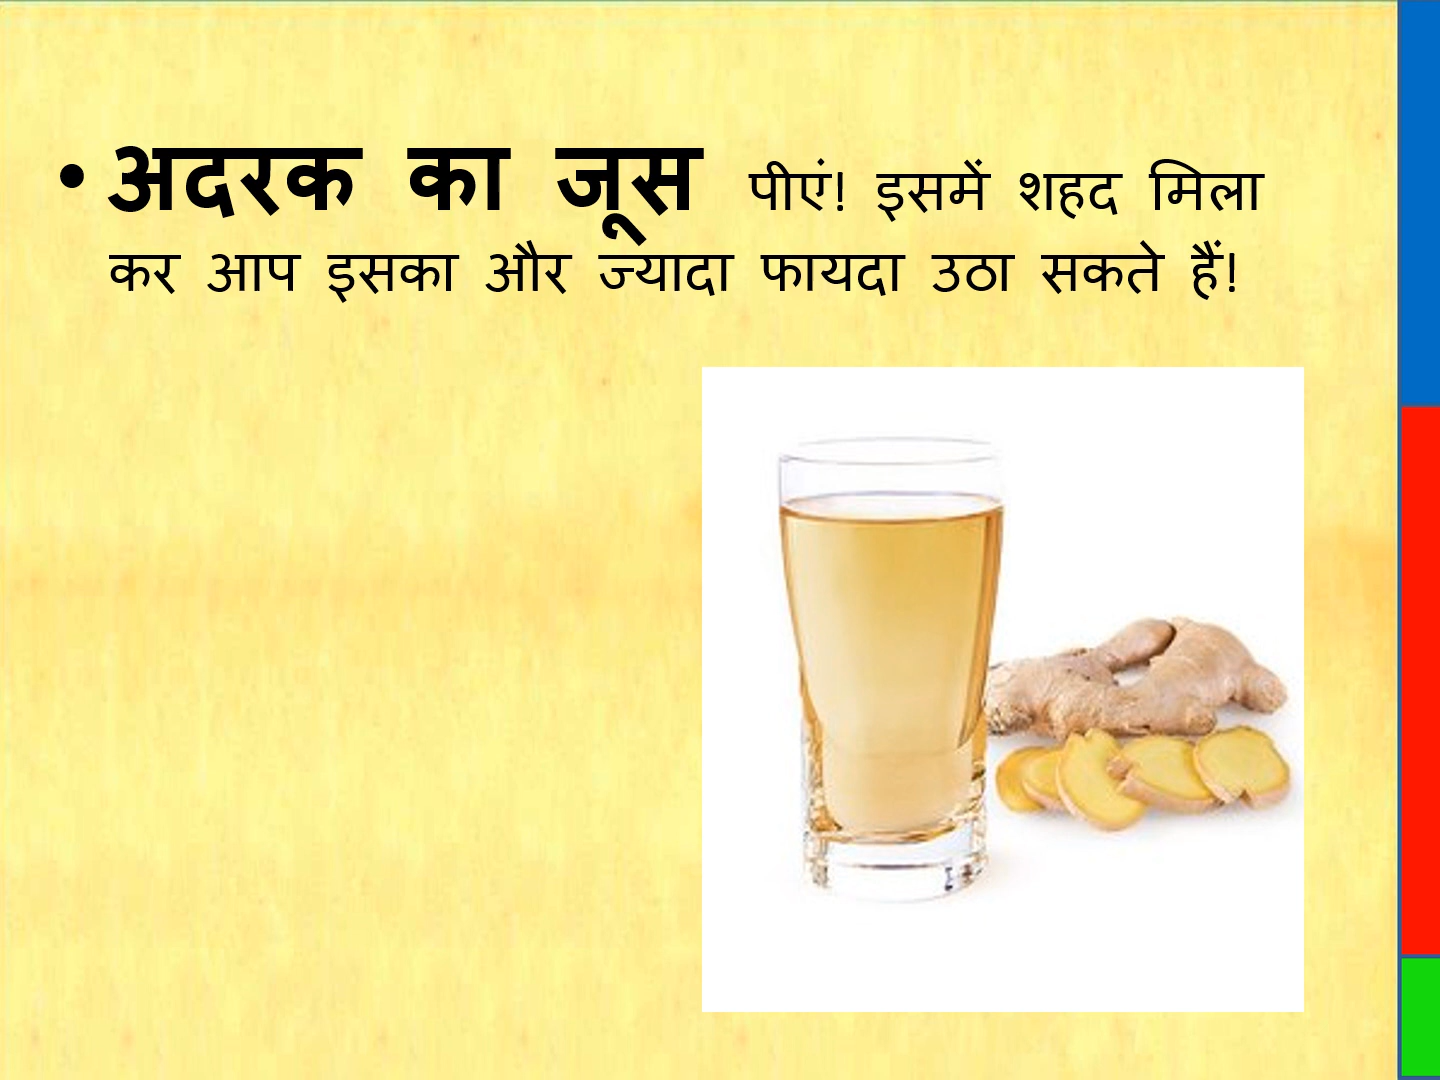 • अदरक का जूस पीएं! इसमें शहद मिला
कर आप इसका और ज्यादा फायदा उठा सकते हैं!